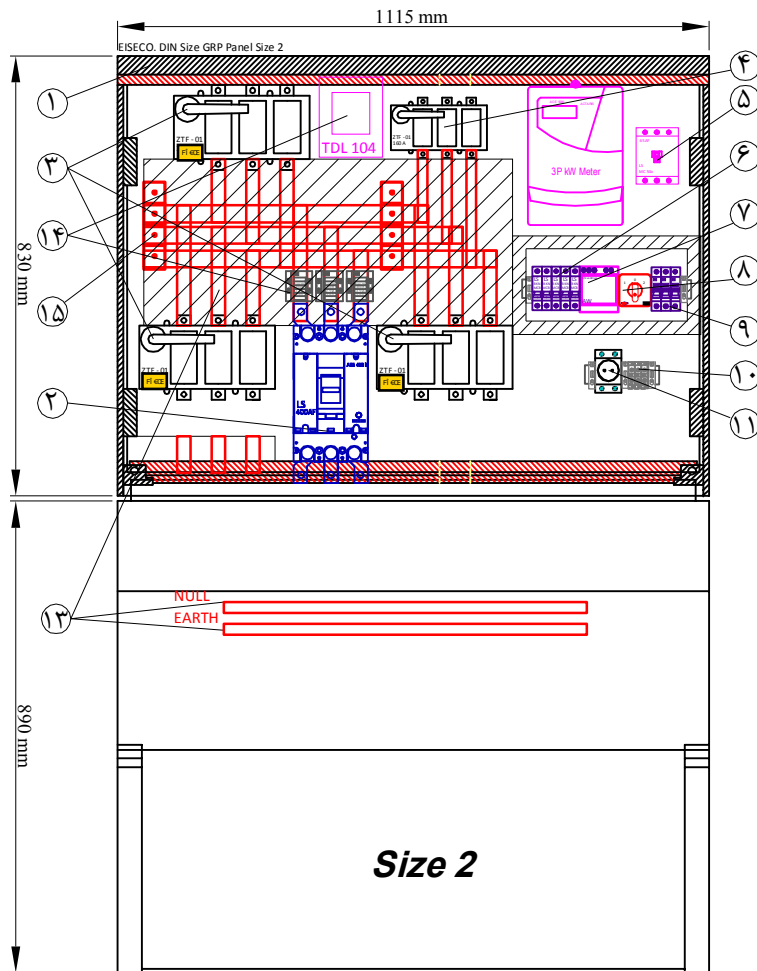 1115 mm
EISECO. DIN Size GRP Panel Size 2
۱
۴
۵
۳
۶
۷
۱۴
۸
۱۵
۹
۱۰
۲
۱۱
۱۳
830 mm
890 mm
ZTF-01
ZTF-01
160A
TDL 104
3P kW Meter
ZTF-01
ZTF-01
LS
400AF
NULL
EARTH
Size 2